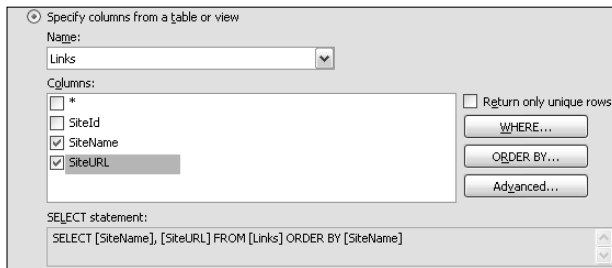 Specify columns from a table or view
Name:
Links
Columns:
*
SiteId
SiteName
SiteURL
Return only unique rows
WHERE...
ORDER BY...
Advanced...
SELECT statement:
SELECT [SiteName], [SiteURL] FROM [Links] ORDER BY [SiteName]